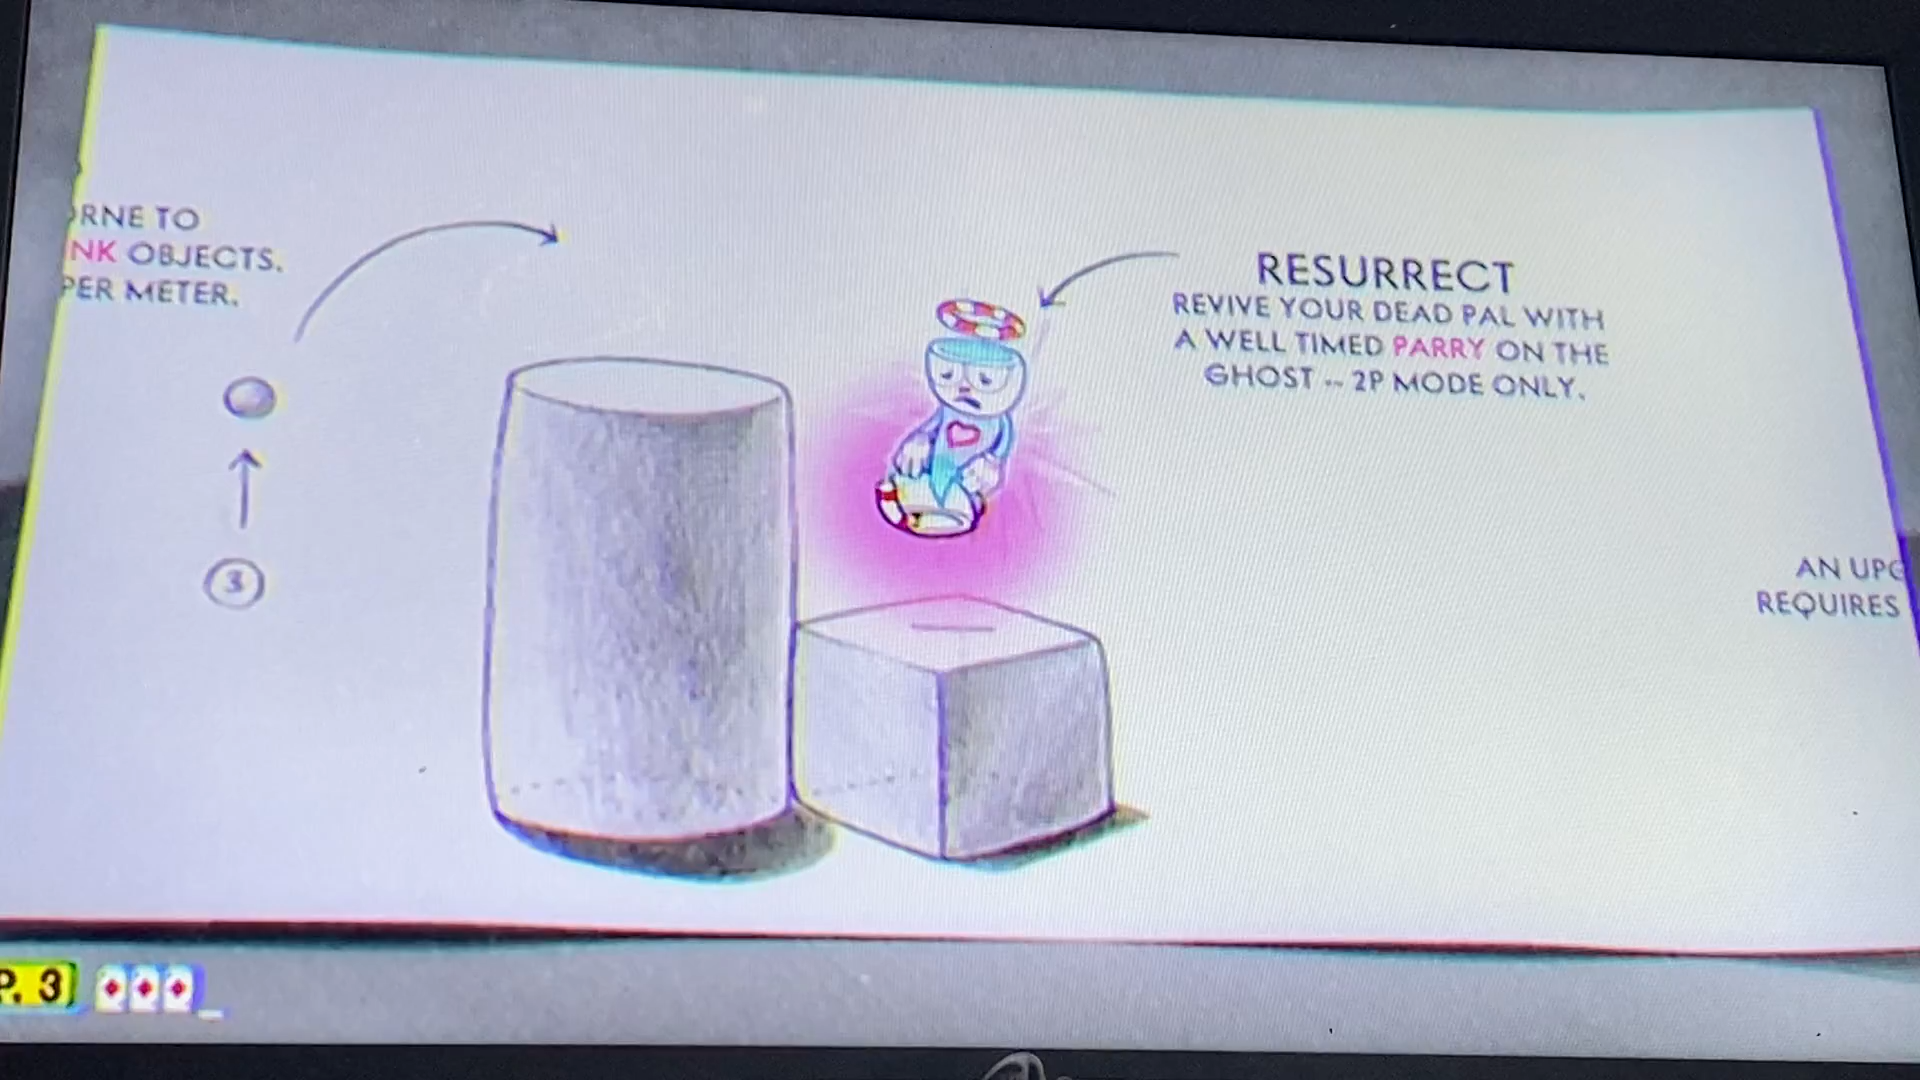 RNE TO
NK OBJECTS.
PER METER.
3
RESURRECT
REVIVE YOUR DEAD PAL WITH
A WELL TIMED PARRY ON THE
GHOST -- 2P MODE ONLY.
AN UPG
REQUIRES
P. 3